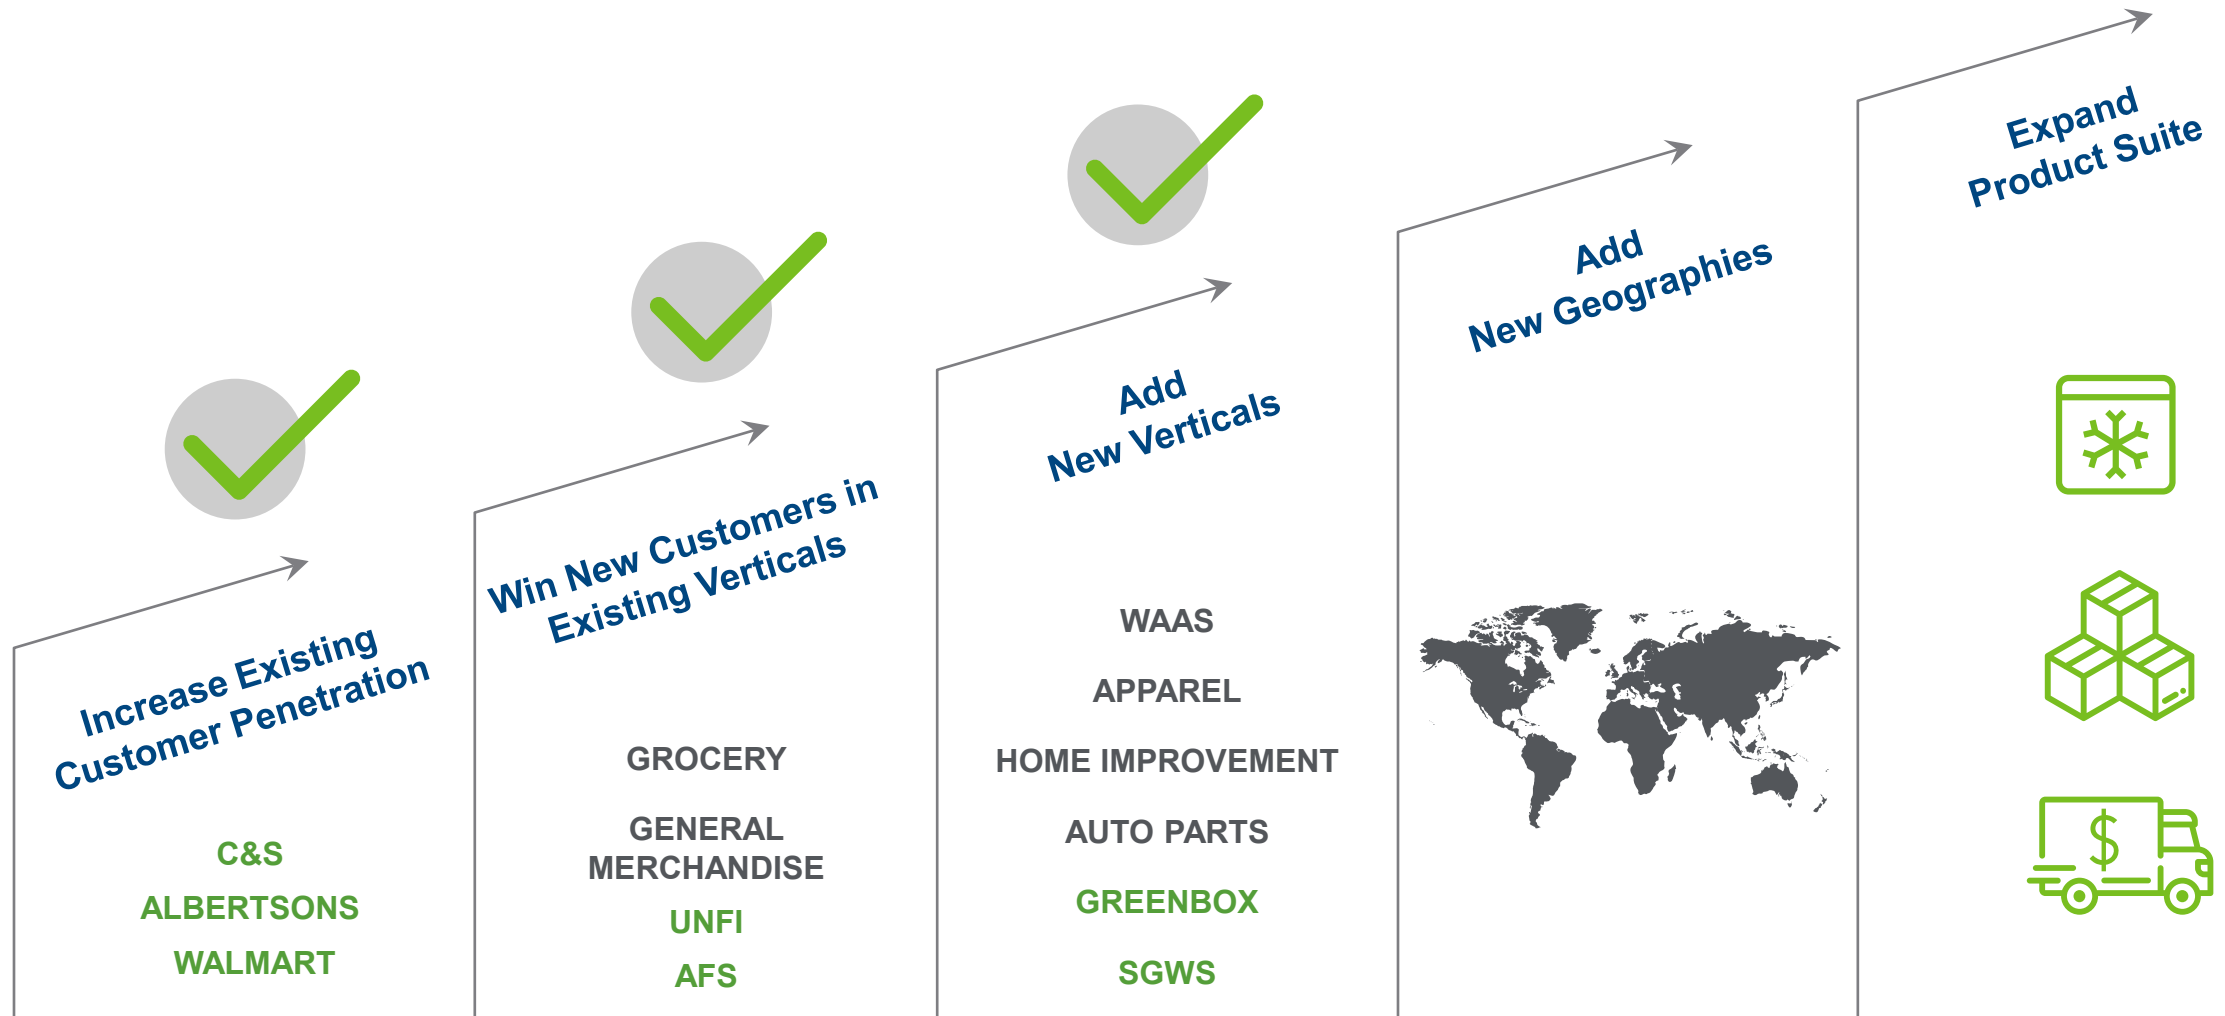 Increase Existing
Customer Penetration
C&S
ALBERTSONS
WALMART
Win New Customers in
Existing Verticals
GROCERY
GENERAL
MERCHANDISE
UNFI
AFS
Add
New Verticals
WAAS
APPAREL
HOME IMPROVEMENT
AUTO PARTS
GREENBOX
SGWS
Add
New Geographies
Expand
Product Suite
$